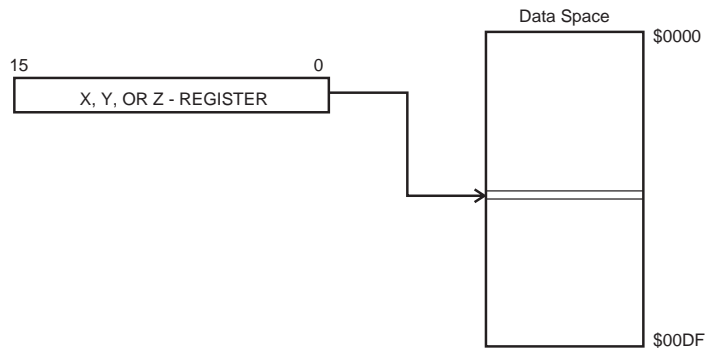 Data Space
$0000
15 0
X, Y, OR Z - REGISTER
$00DF